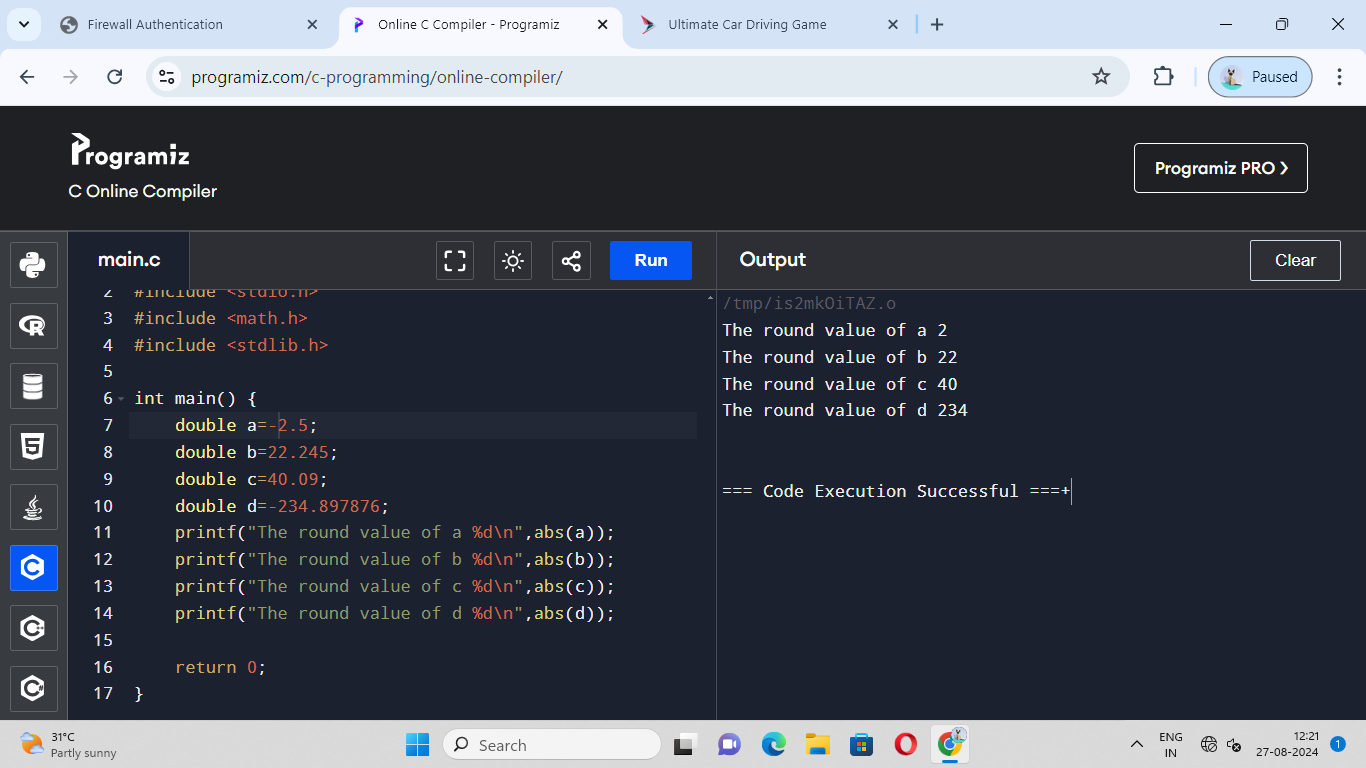 Firewall Authentication
Online C Compiler - Programiz
Ultimate Car Driving Game
programiz.com/c-programming/online-compiler/
Paused
Programiz
C Online Compiler
Programiz PRO ❯
main.c
Run
Output
Clear
2 #include <stdio.h>
3 #include <math.h>
4 #include <stdlib.h>
5
6 int main() {
7 double a=-2.5;
8 double b=22.245;
9 double c=40.09;
10 double d=-234.897876;
11 printf("The round value of a %d\n",abs(a));
12 printf("The round value of b %d\n",abs(b));
13 printf("The round value of c %d\n",abs(c));
14 printf("The round value of d %d\n",abs(d));
15
16 return 0;
17 }
/tmp/is2mkOiTAZ.o
The round value of a 2
The round value of b 22
The round value of c 40
The round value of d 234
=== Code Execution Successful ===+
31°C
Partly sunny
Search
ENG
IN
12:21
27-08-2024
1